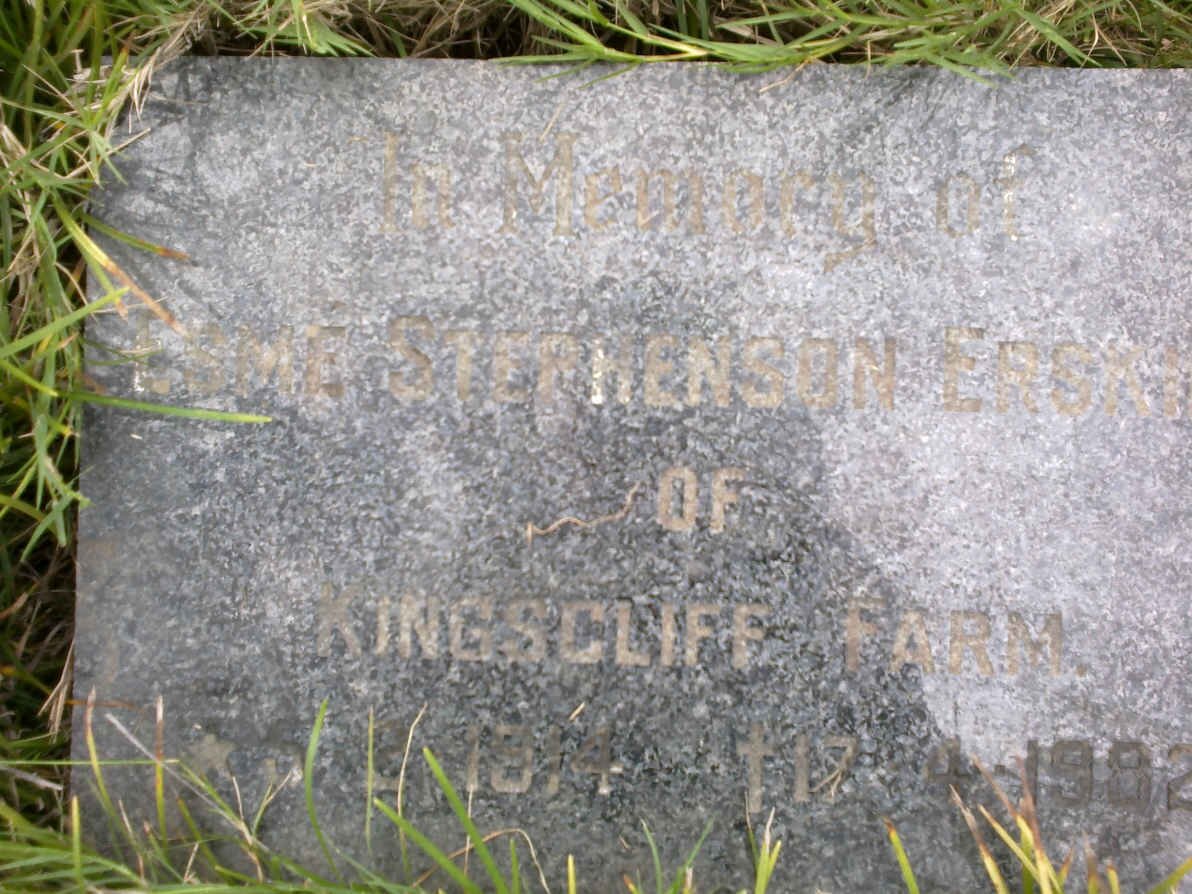 In Memory of
ESME STEPHENSON ERSKI
OF
KINGSCLIFF FARM.
1914 † 17 4-1982